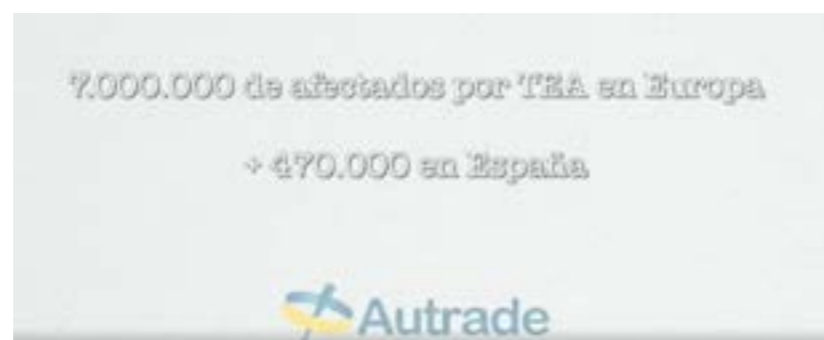 7.000.000 de afectados por TEA en Europa
+ 470.000 en España
Autrade